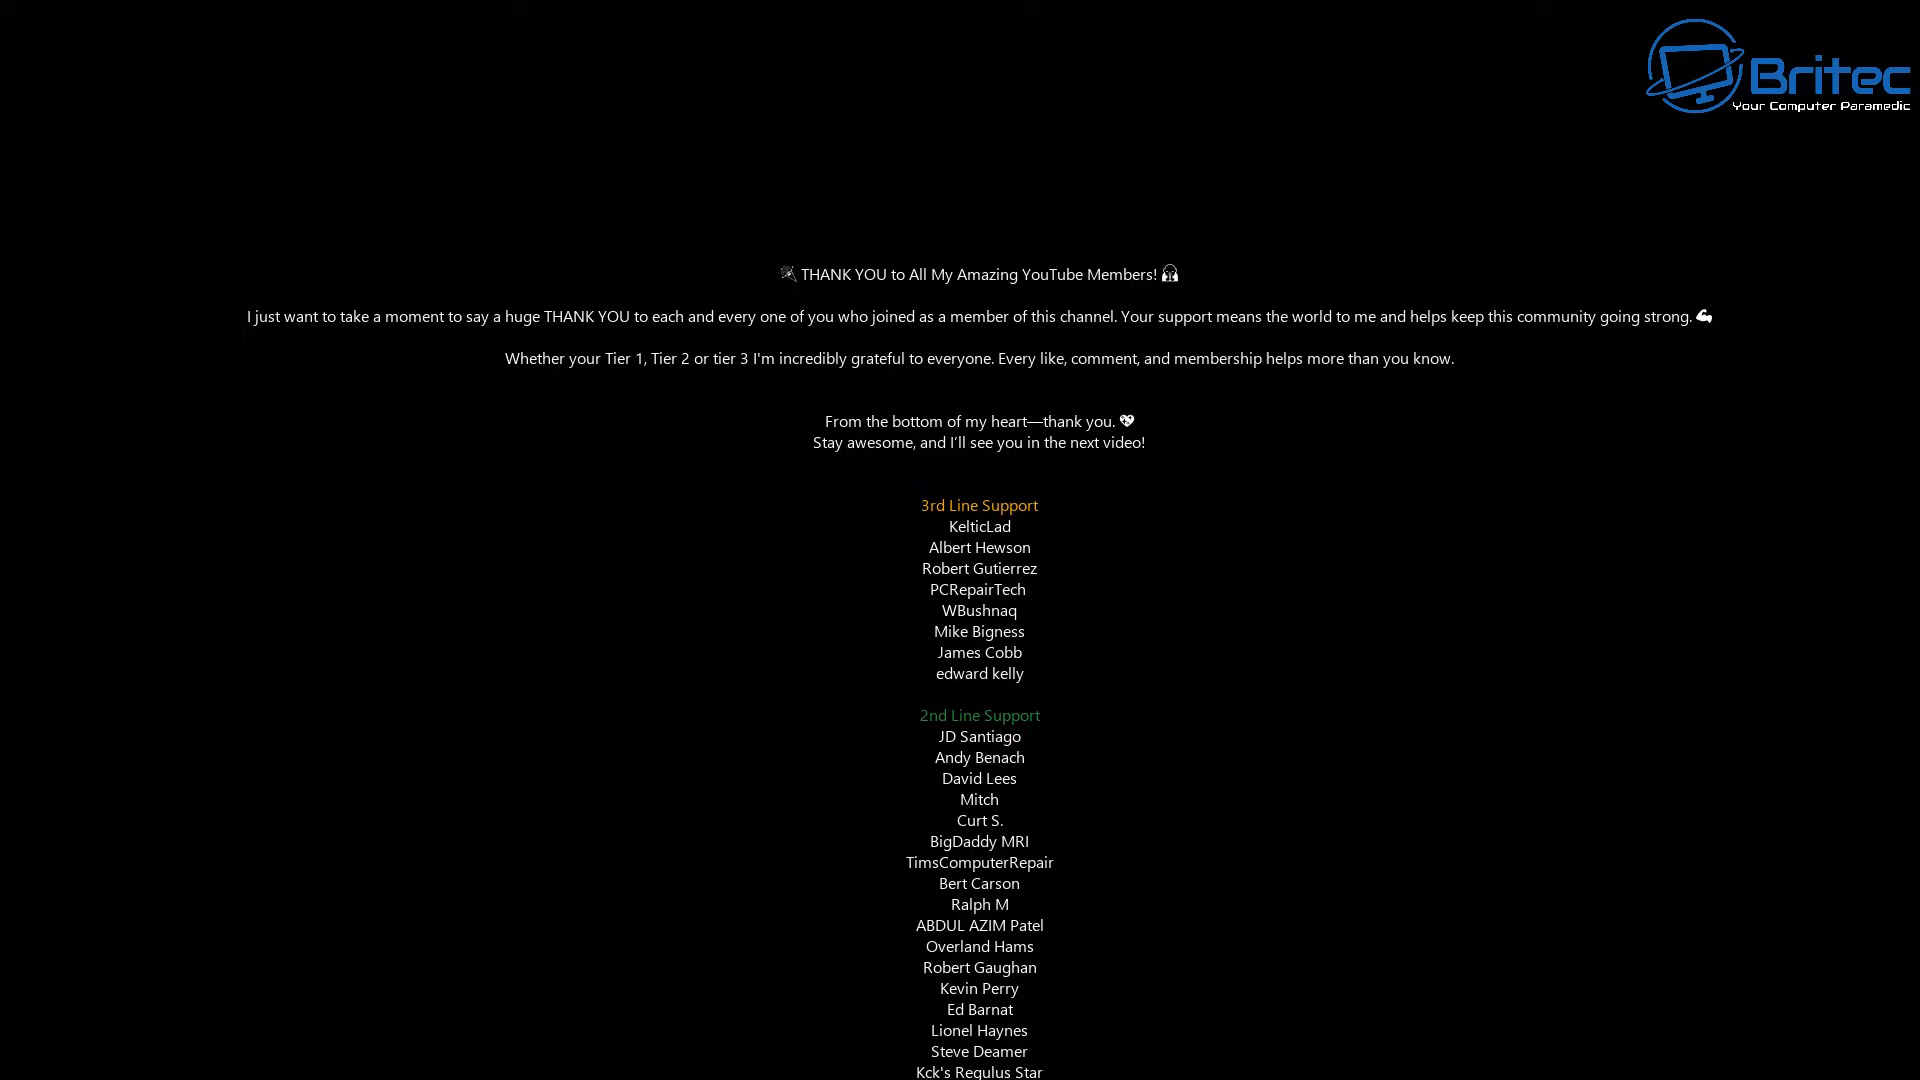 Britec
Your Computer Paramedic
🎉 THANK YOU to All My Amazing YouTube Members! 🙌
I just want to take a moment to say a huge THANK YOU to each and every one of you who joined as a member of this channel. Your support means the world to me and helps keep this community going strong. 💪
Whether your Tier 1, Tier 2 or tier 3 I'm incredibly grateful to everyone. Every like, comment, and membership helps more than you know.
From the bottom of my heart—thank you. 💖
Stay awesome, and I’ll see you in the next video!
3rd Line Support
KelticLad
Albert Hewson
Robert Gutierrez
PCRepairTech
WBushnaq
Mike Bigness
James Cobb
edward kelly
2nd Line Support
JD Santiago
Andy Benach
David Lees
Mitch
Curt S.
BigDaddy MRI
TimsComputerRepair
Bert Carson
Ralph M
ABDUL AZIM Patel
Overland Hams
Robert Gaughan
Kevin Perry
Ed Barnat
Lionel Haynes
Steve Deamer
Kck's Regulus Star